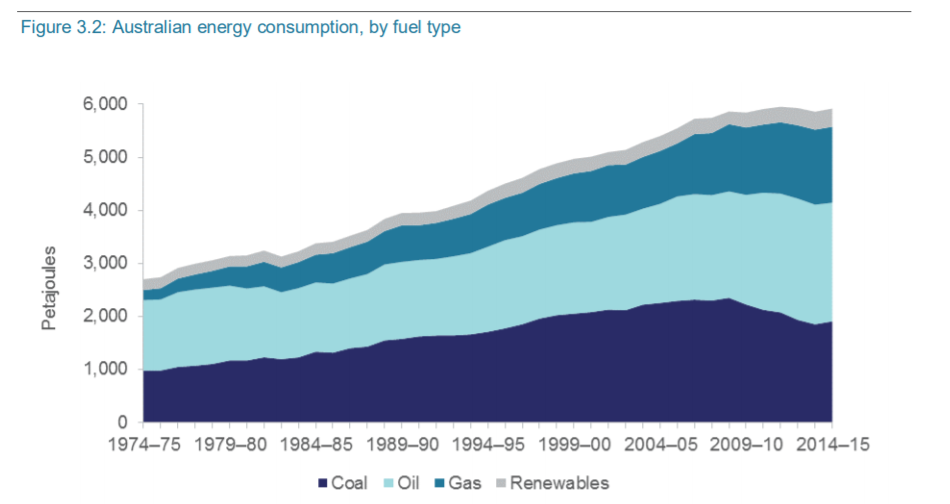 Figure 3.2: Australian energy consumption, by fuel type
6,000
5,000
4,000
3,000
2,000
1,000
0
Petajoules
1974–75 1979–80 1984–85 1989–90 1994–95 1999–00 2004–05 2009–10 2014–15
Coal Oil Gas Renewables